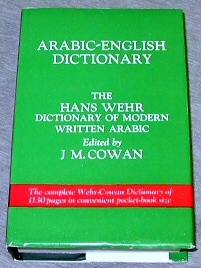 ARABIC-ENGLISH
DICTIONARY
THE
HANS WEHR
DICTIONARY OF MODERN
WRITTEN ARABIC
Edited by
J M. COWAN
The complete Wehr-Cowan Dictionary of
1130 pages in convenient pocket-book size